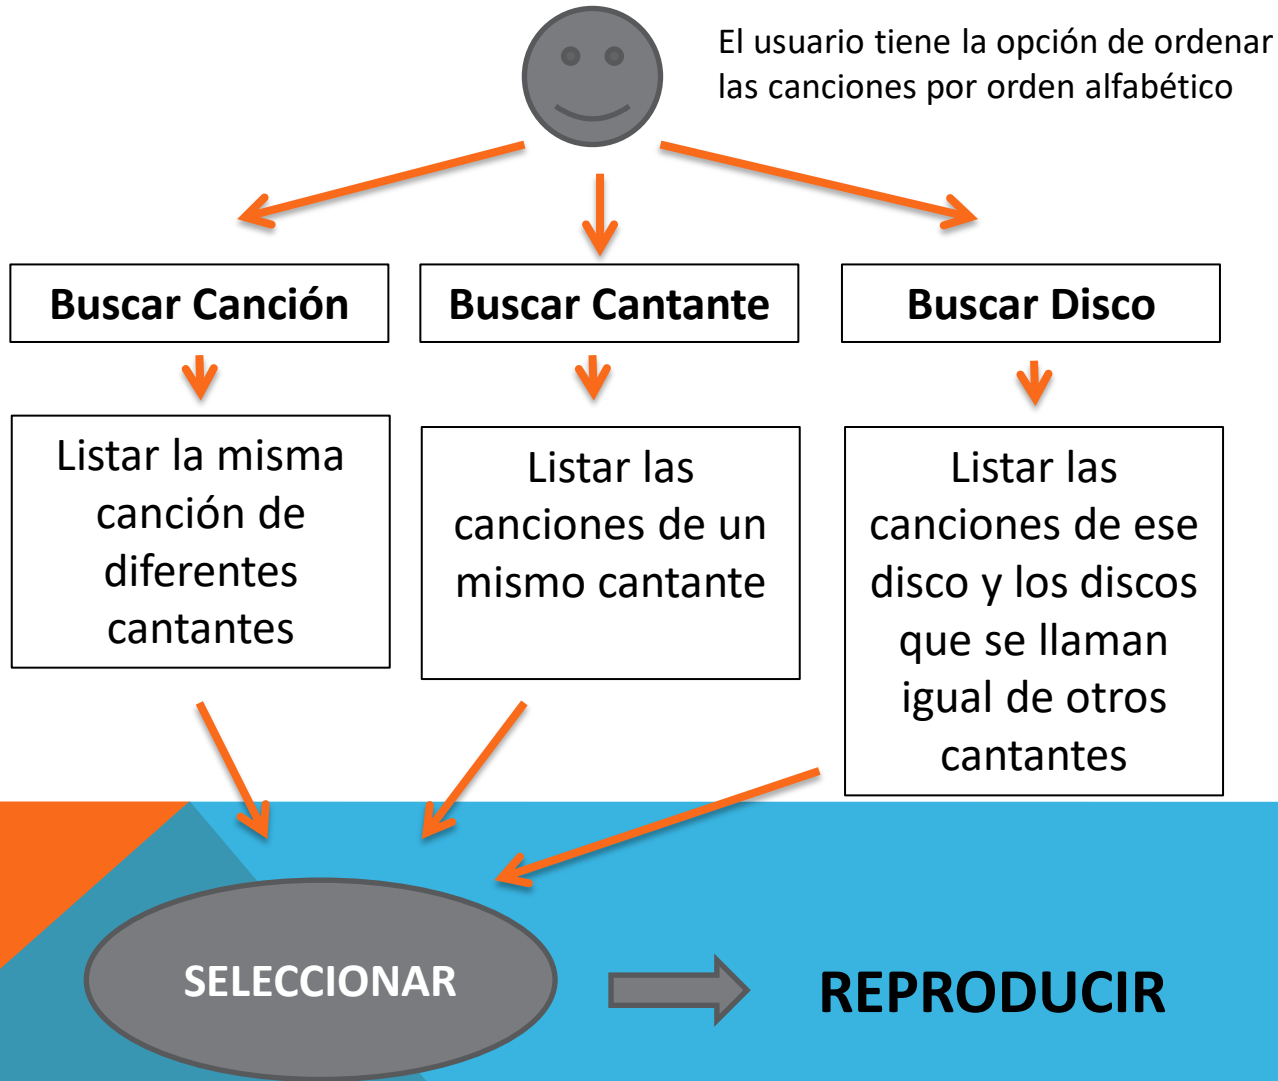 El usuario tiene la opción de ordenar
las canciones por orden alfabético
Buscar Canción
Buscar Cantante
Buscar Disco
Listar la misma
canción de
diferentes
cantantes
Listar las
canciones de un
mismo cantante
Listar las
canciones de ese
disco y los discos
que se llaman
igual de otros
cantantes
SELECCIONAR
REPRODUCIR